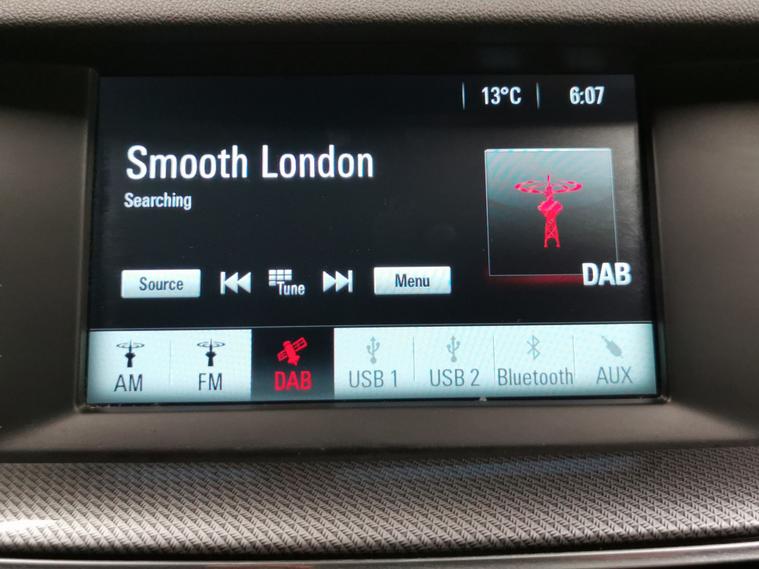 13°C 6:07
Smooth London
Searching
Source Tune Menu
DAB
AM FM DAB USB 1 USB 2 Bluetooth AUX